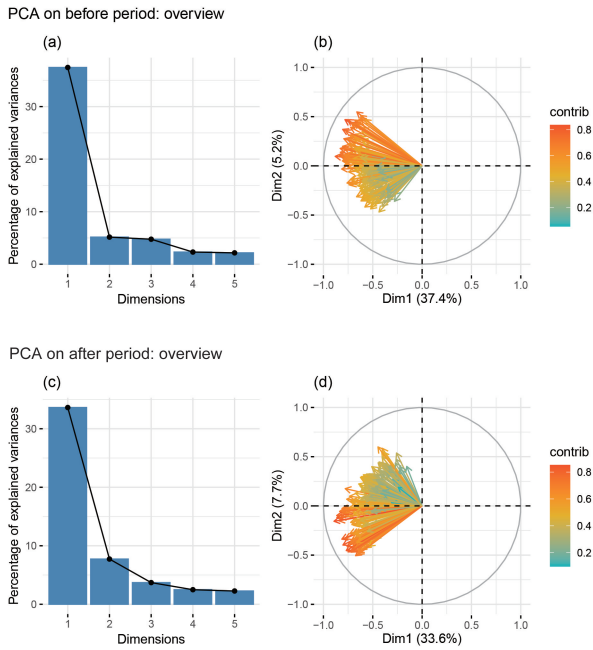 PCA on before period: overview
(a)
Percentage of explained variances
30
20
10
0
1 2 3 4 5
Dimensions
(b)
Dim2 (5.2%)
1.0
0.5
0.0
−0.5
−1.0
−1.0 −0.5 0.0 0.5 1.0
Dim1 (37.4%)
contrib
0.8
0.6
0.4
0.2
PCA on after period: overview
(c)
Percentage of explained variances
30
20
10
0
1 2 3 4 5
Dimensions
(d)
Dim2 (7.7%)
1.0
0.5
0.0
−0.5
−1.0
−1.0 −0.5 0.0 0.5 1.0
Dim1 (33.6%)
contrib
0.8
0.6
0.4
0.2